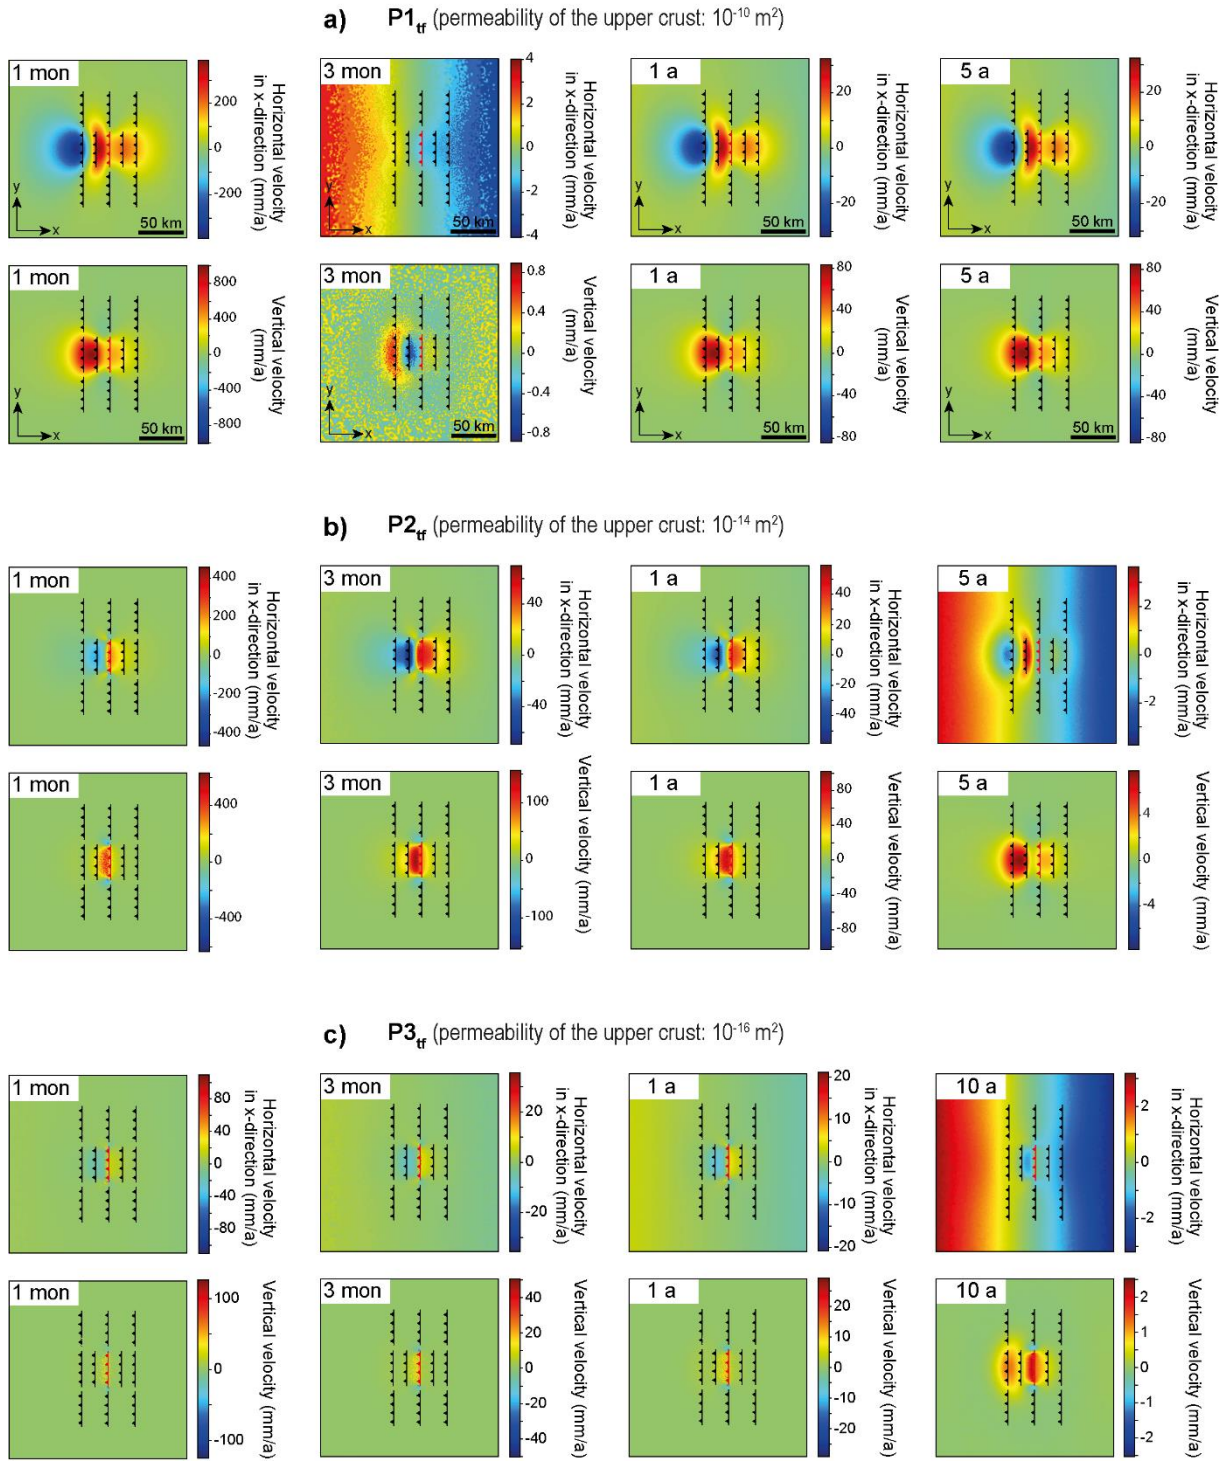 a) P1tf (permeability of the upper crust: 10-10 m2)
1 mon
200
0
-200
Horizontal velocity
in x-direction (mm/a)
y
x
50 km
3 mon
4
2
0
-2
-4
Horizontal velocity
in x-direction (mm/a)
y
x
50 km
1 a
20
0
-20
Horizontal velocity
in x-direction (mm/a)
y
x
50 km
5 a
20
0
-20
Horizontal velocity
in x-direction (mm/a)
y
x
50 km
1 mon
800
400
0
-400
-800
Vertical velocity
(mm/a)
y
x
50 km
3 mon
0.8
0.4
0
-0.4
-0.8
Vertical velocity
(mm/a)
y
x
50 km
1 a
80
40
0
-40
-80
Vertical velocity
(mm/a)
y
x
50 km
5 a
80
40
0
-40
-80
Vertical velocity
(mm/a)
y
x
50 km
b) P2tf (permeability of the upper crust: 10-14 m2)
1 mon
400
200
0
-200
-400
Horizontal velocity
in x-direction (mm/a)
3 mon
40
0
-40
Horizontal velocity
in x-direction (mm/a)
1 a
40
20
0
-20
-40
Horizontal velocity
in x-direction (mm/a)
5 a
2
0
-2
Horizontal velocity
in x-direction (mm/a)
1 mon
400
0
-400
Vertical velocity (mm/a)
3 mon
100
0
-100
Vertical velocity (mm/a)
1 a
80
40
0
-40
-80
Vertical velocity (mm/a)
5 a
4
0
-4
Vertical velocity (mm/a)
c) P3tf (permeability of the upper crust: 10-16 m2)
1 mon
80
40
0
-40
-80
Horizontal velocity
in x-direction (mm/a)
3 mon
20
0
-20
Horizontal velocity
in x-direction (mm/a)
1 a
20
10
0
-10
-20
Horizontal velocity
in x-direction (mm/a)
10 a
2
0
-2
Horizontal velocity
in x-direction (mm/a)
1 mon
100
0
-100
Vertical velocity (mm/a)
3 mon
40
20
0
-20
-40
Vertical velocity (mm/a)
1 a
20
10
0
-10
-20
Vertical velocity (mm/a)
10 a
2
1
0
-1
-2
Vertical velocity (mm/a)